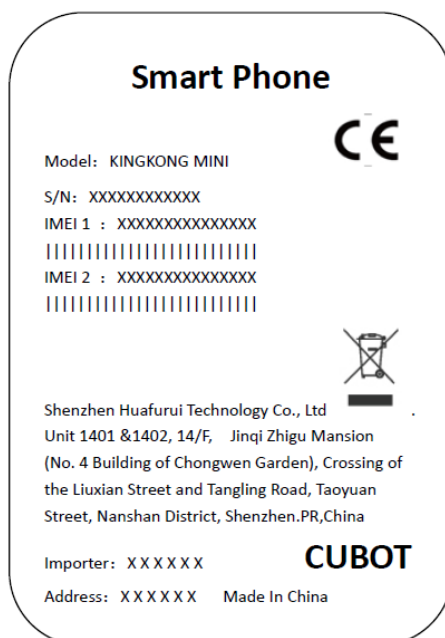 Smart Phone
CE
Model： KINGKONG MINI
S/N： XXXXXXXXXXXX
IMEI 1 ： XXXXXXXXXXXXXXX
||||||||||||||||||||||||||
IMEI 2 ： XXXXXXXXXXXXXXX
||||||||||||||||||||||||||
Shenzhen Huafurui Technology Co., Ltd .
Unit 1401 &1402, 14/F, Jinqi Zhigu Mansion
(No. 4 Building of Chongwen Garden), Crossing of
the Liuxian Street and Tangling Road, Taoyuan
Street, Nanshan District, Shenzhen.PR,China
Importer： X X X X X X CUBOT
Address： X X X X X X Made In China